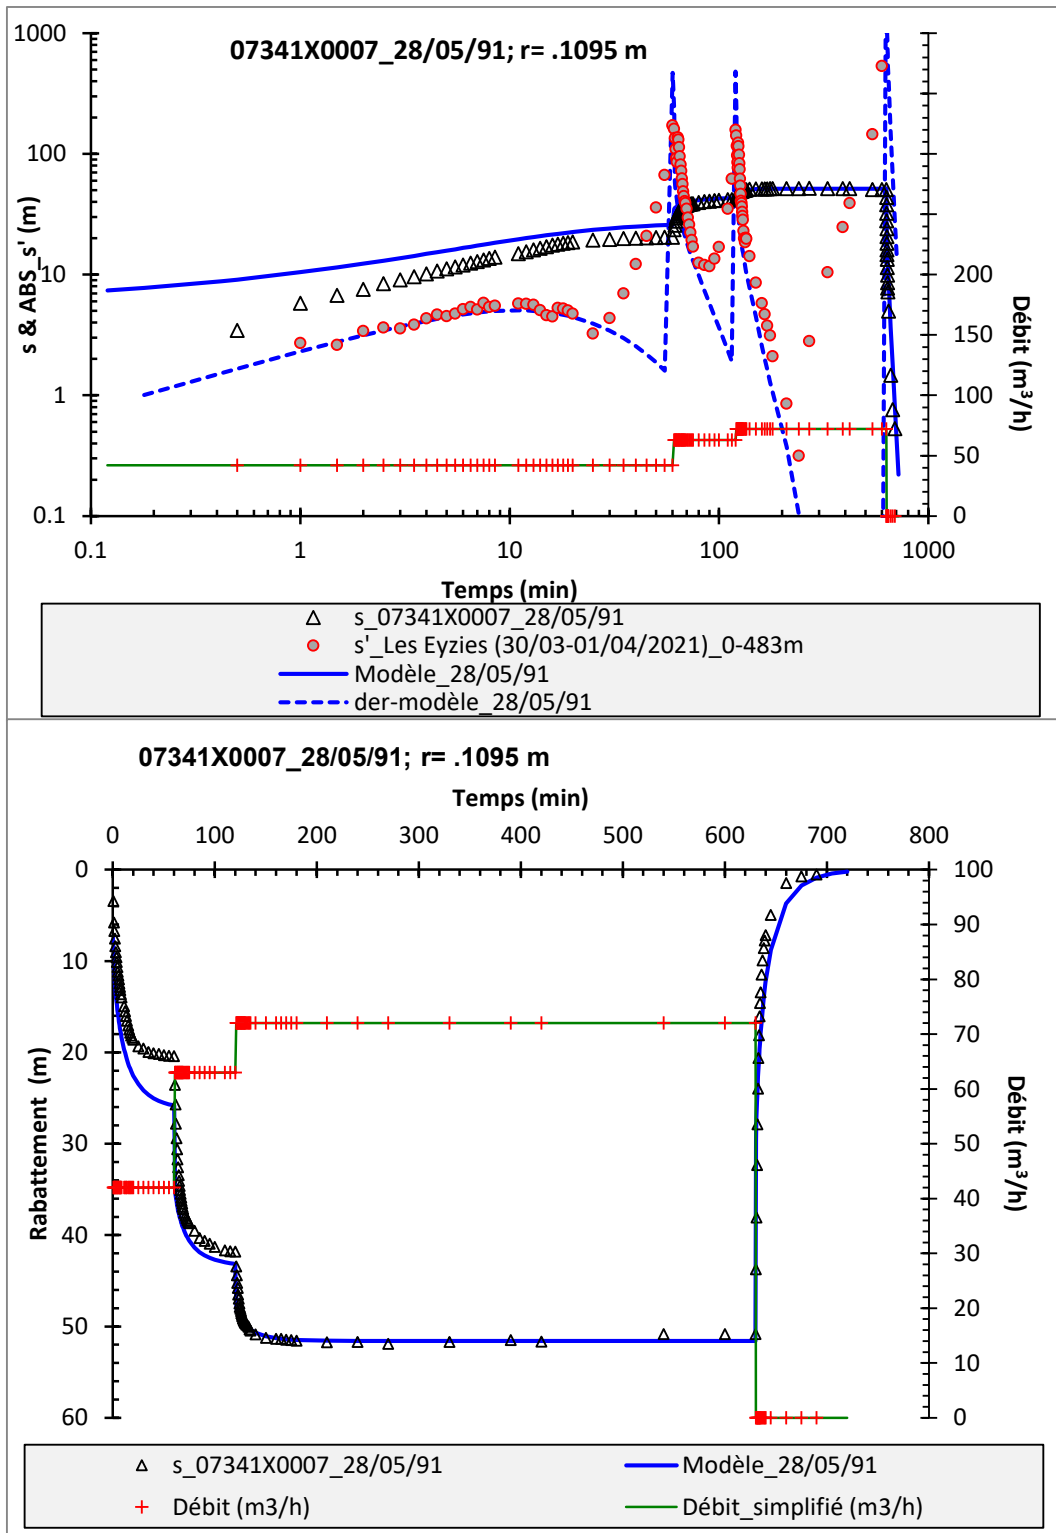 07341X0007_28/05/91; r= .1095 m
1000
100
10
1
0.1
s & ABS_s' (m)
200
150
100
50
0
Débit (m³/h)
0.1 1 10 100 1000
Temps (min)
s_07341X0007_28/05/91
s'_Les Eyzies (30/03-01/04/2021)_0-483m
Modèle_28/05/91
der-modèle_28/05/91
07341X0007_28/05/91; r= .1095 m
Temps (min)
0 100 200 300 400 500 600 700 800
0
10
20
30
40
50
60
Rabattement (m)
100
90
80
70
60
50
40
30
20
10
0
Débit (m³/h)
s_07341X0007_28/05/91
Modèle_28/05/91
Débit (m3/h)
Débit_simplifié (m3/h)